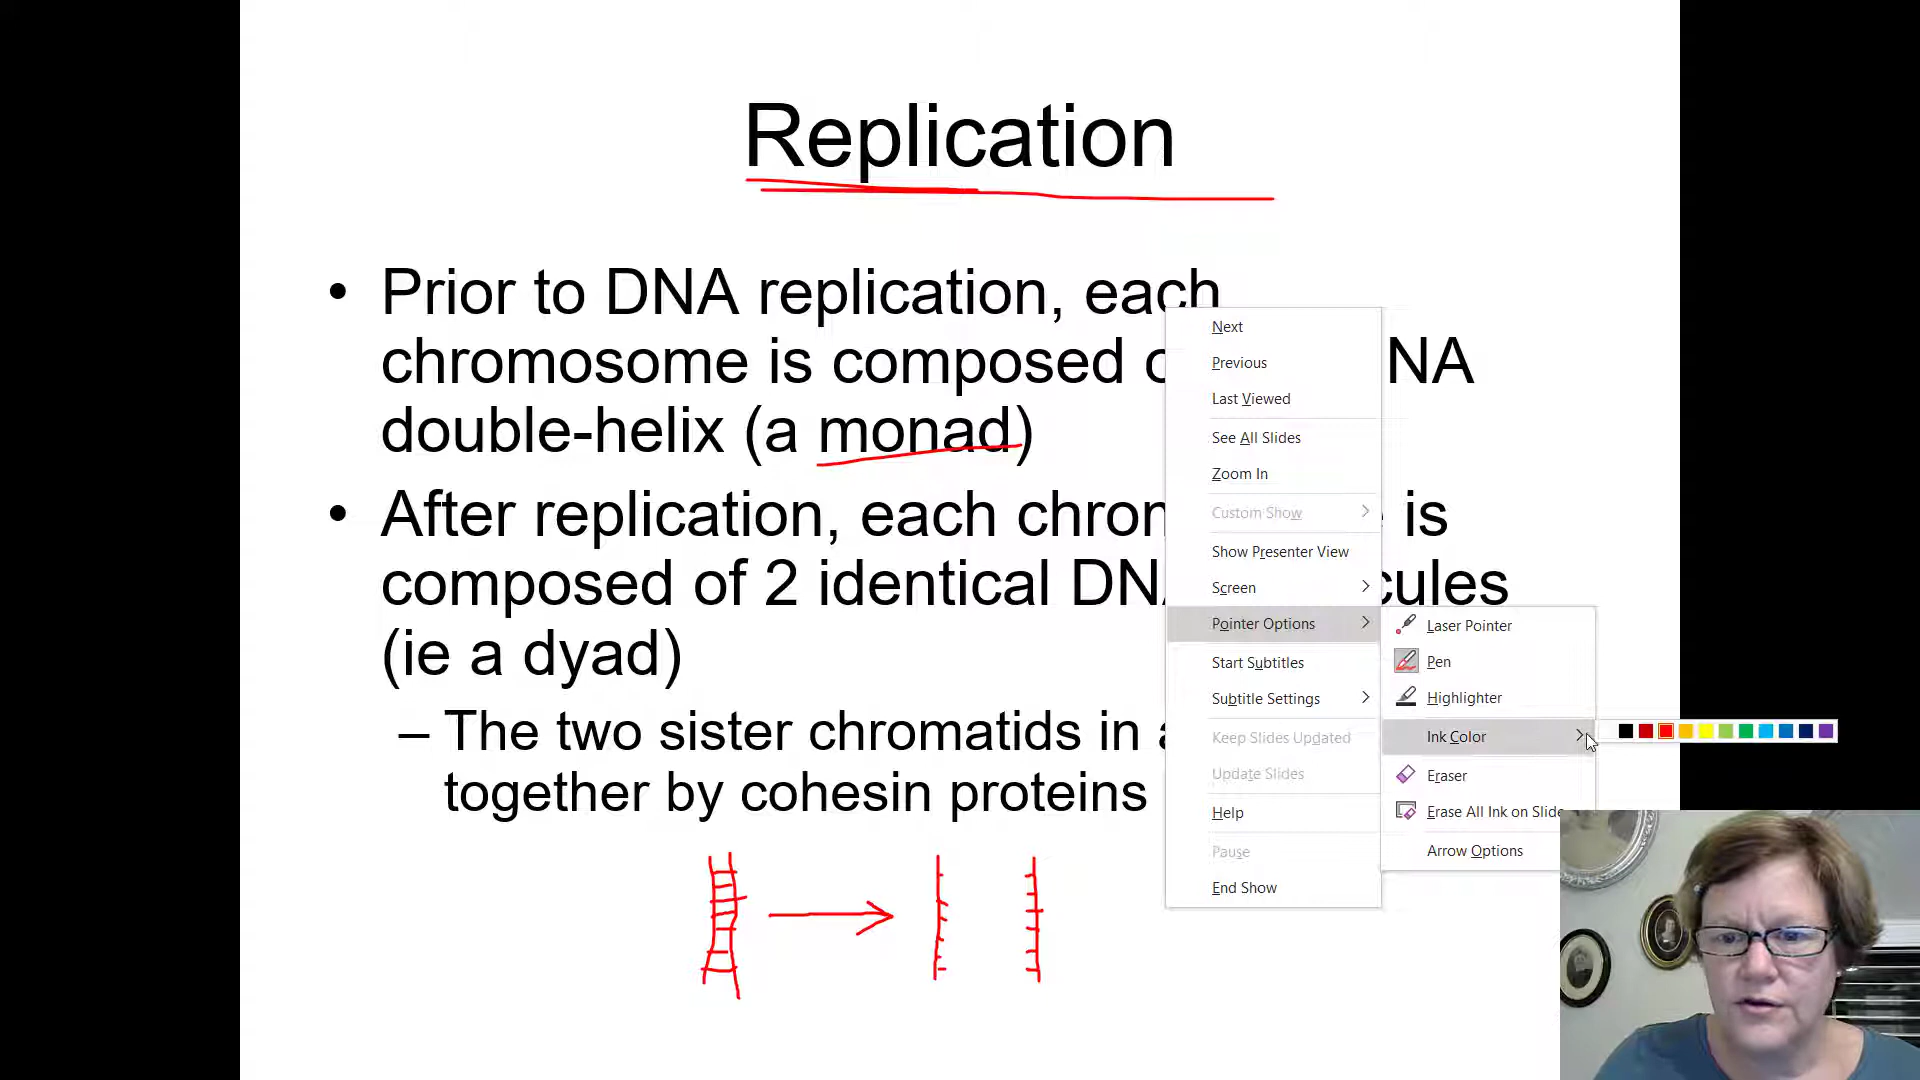 Replication
• Prior to DNA replication, each
chromosome is composed NA
double-helix (a monad)
• After replication, each is
composed of 2 identical
(ie a dyad)
– The two sister chromatids in
together by cohesin proteins
Next
Previous
Last Viewed
See All Slides
Zoom In
Custom Show
Show Presenter View
Screen
Pointer Options
Start Subtitles
Subtitle Settings
Keep Slides Updated
Update Slides
Help
Pause
End Show
Laser Pointer
Pen
Highlighter
Ink Color
Eraser
Erase All Ink on Slide
Arrow Options